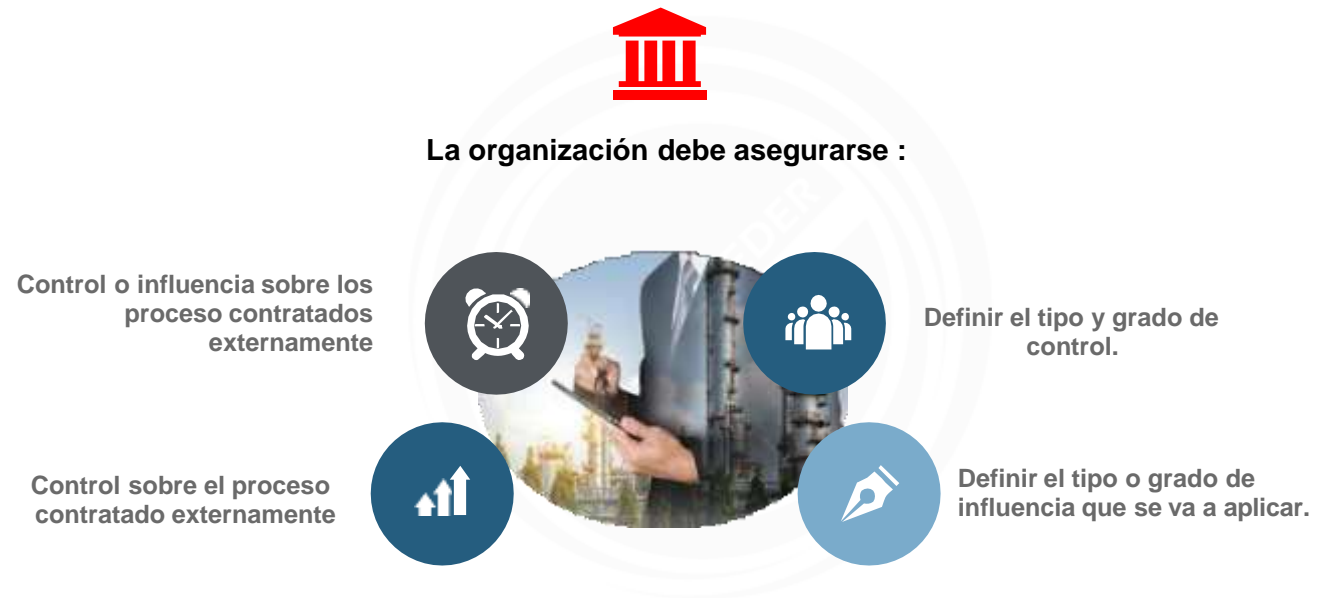 La organización debe asegurarse :
Control o influencia sobre los
proceso contratados
externamente
Definir el tipo y grado de
control.
Control sobre el proceso
contratado externamente
Definir el tipo o grado de
influencia que se va a aplicar.